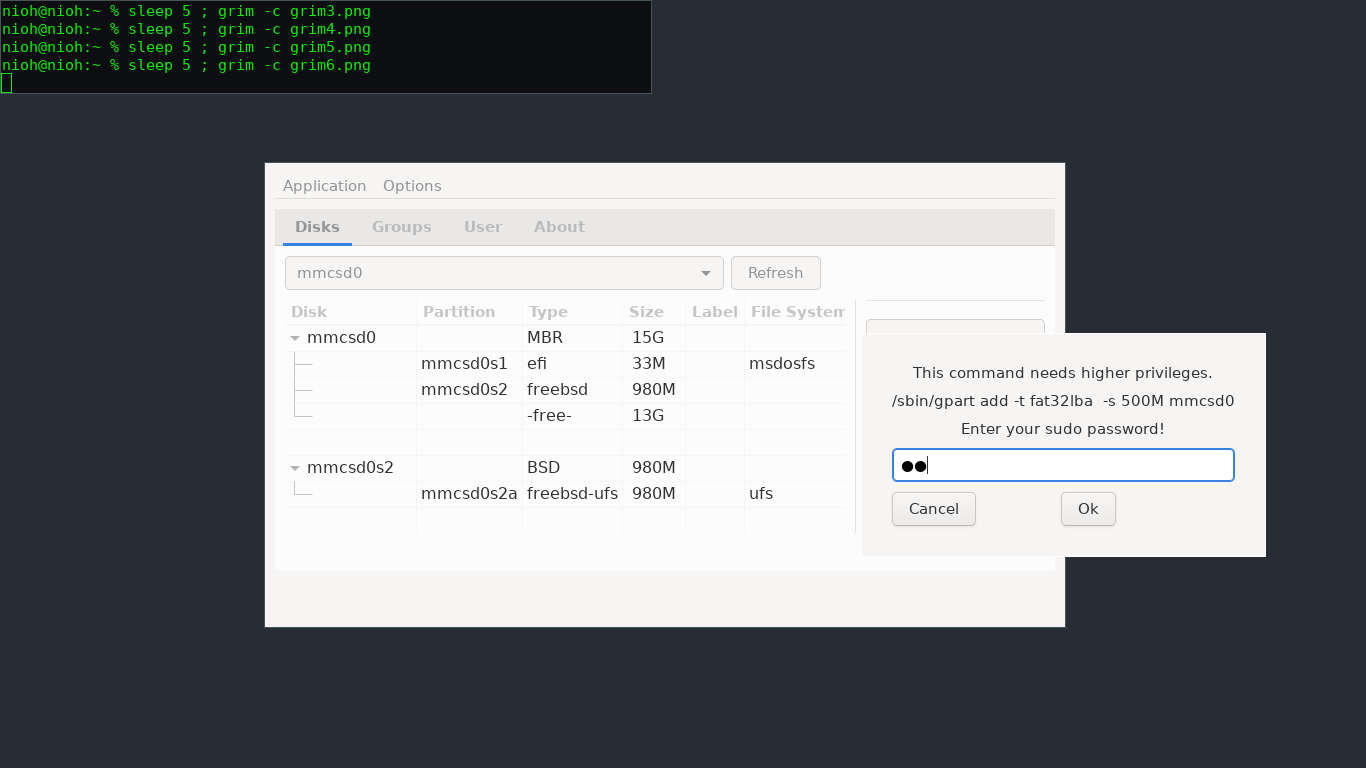 nioh@nioh:~ % sleep 5 ; grim -c grim3.png
nioh@nioh:~ % sleep 5 ; grim -c grim4.png
nioh@nioh:~ % sleep 5 ; grim -c grim5.png
nioh@nioh:~ % sleep 5 ; grim -c grim6.png
Application Options
Disks Groups User About
mmcsd0 Refresh
Disk Partition Type Size Label File System
mmcsd0 MBR 15G
mmcsd0s1 efi 33M msdosfs
mmcsd0s2 freebsd 980M
-free- 13G
mmcsd0s2 BSD 980M
mmcsd0s2a freebsd-ufs 980M ufs
This command needs higher privileges.
/sbin/gpart add -t fat32lba  -s 500M mmcsd0
Enter your sudo password!
Cancel Ok